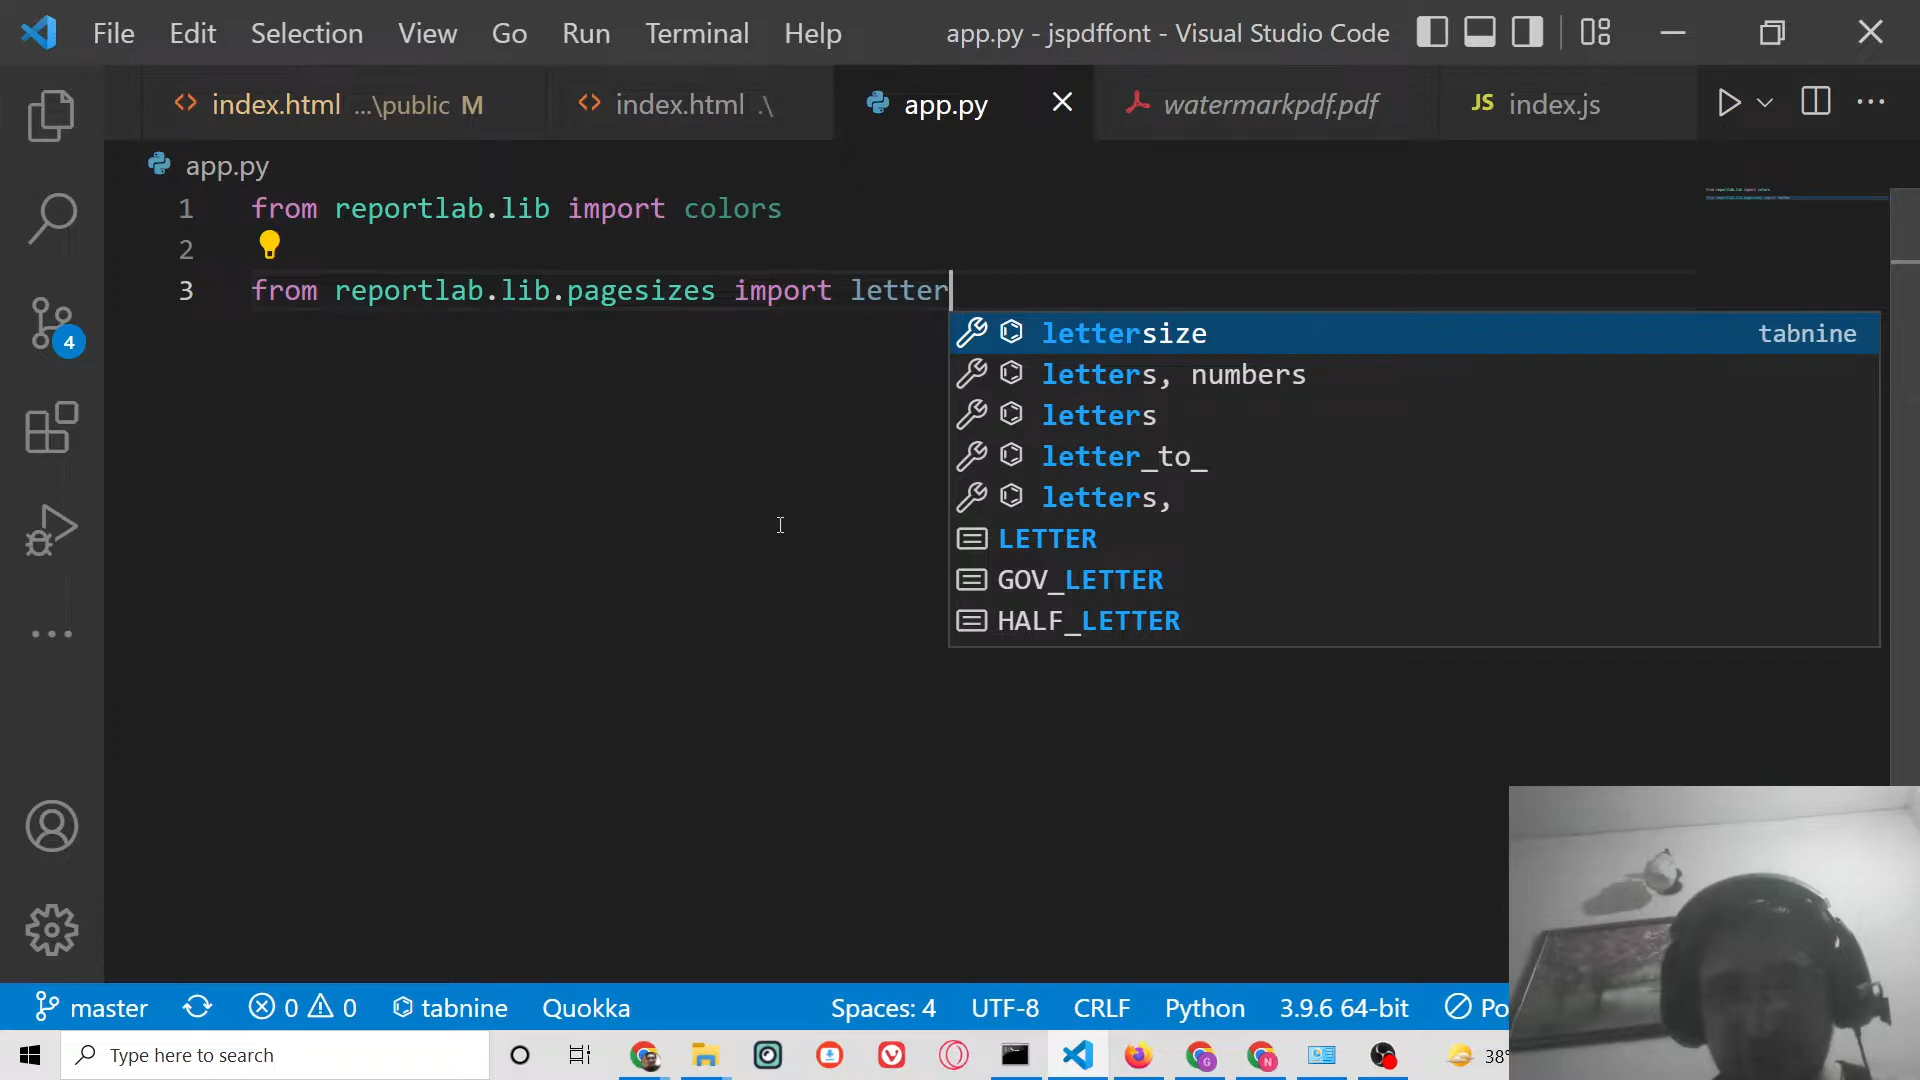 File Edit Selection View Go Run Terminal Help app.py - jspdffont - Visual Studio Code
index.html ...\public M index.html .\ app.py watermarkpdf.pdf JS index.js
app.py
1 from reportlab.lib import colors
2
3 from reportlab.lib.pagesizes import letter
lettersize tabnine
letters, numbers
letters
letter_to_
letters,
LETTER
GOV_LETTER
HALF_LETTER
4
master 0 0 tabnine Quokka Spaces: 4 UTF-8 CRLF Python 3.9.6 64-bit Po
Type here to search 38°